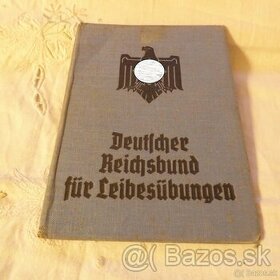 Deutscher
Reichsbund
für Leibesübungen
Bazos.sk